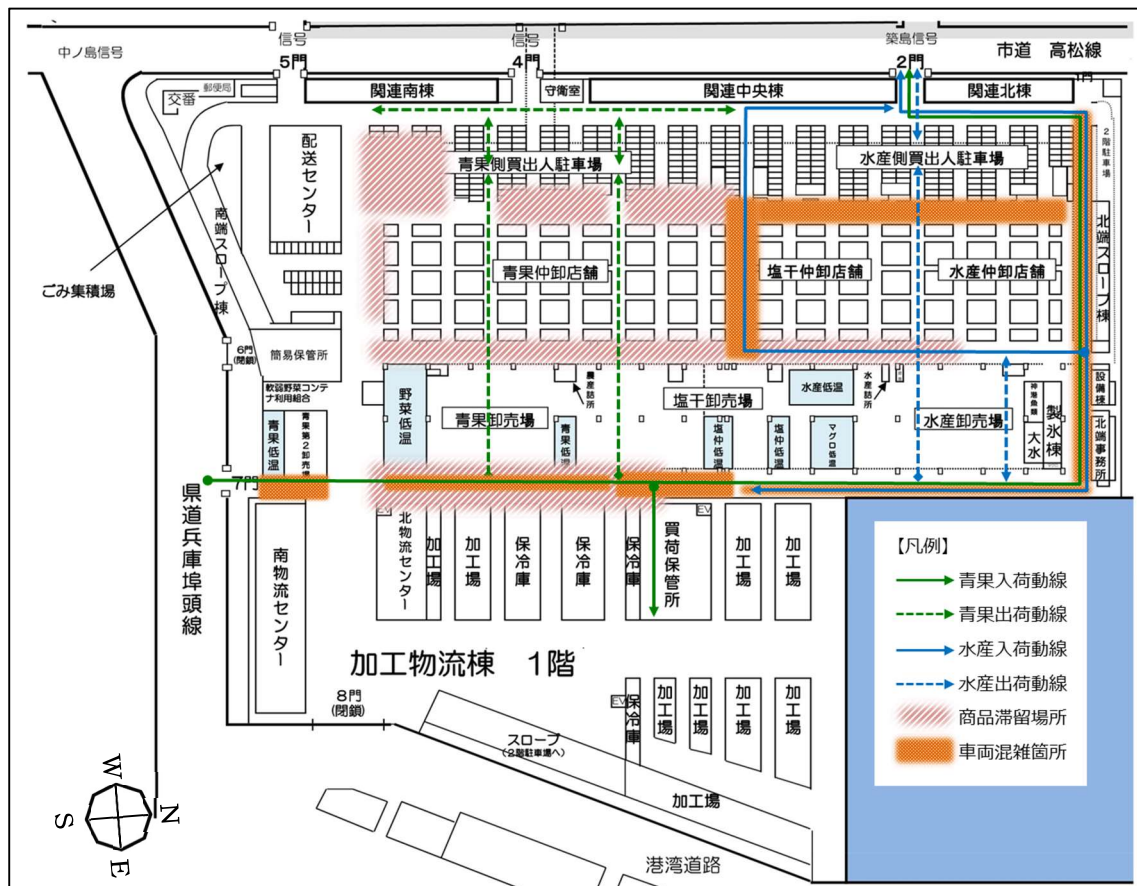 中ノ島信号
信号
5門
信号
4門
築島信号
2門
市道 高松線
1門
郵便局
交番
関連南棟
守衛室
関連中央棟
関連北棟
配送センター
青果側買出人駐車場
水産側買出人駐車場
2階駐車場
南端スロープ棟
ごみ集積場
青果仲卸店舗
塩干仲卸店舗
水産仲卸店舗
北端スロープ棟
6門
(閉鎖)
簡易保管所
軟弱野菜コンテ
ナ利用組合
青果低温
青果第2卸売場
野菜低温
農産詰所
青果卸売場
青果低温
塩干卸売場
塩仲低温
水産低温
塩仲低温
マグロ低温
水産詰所
水産卸売場
神港魚類
大水
製氷棟
設備棟
北端事務所
7門
県道兵庫埠頭線
南物流センター
EV
北物流センター
加工場
加工場
保冷庫
保冷庫
保冷庫
EV
買荷保管所
加工場
加工場
加工物流棟 1階
8門
(閉鎖)
スロープ
(2階駐車場へ)
EV
保冷庫
加工場
加工場
加工場
加工場
加工場
港湾道路
【凡例】
青果入荷動線
青果出荷動線
水産入荷動線
水産出荷動線
商品滞留場所
車両混雑箇所
W
N
S
E